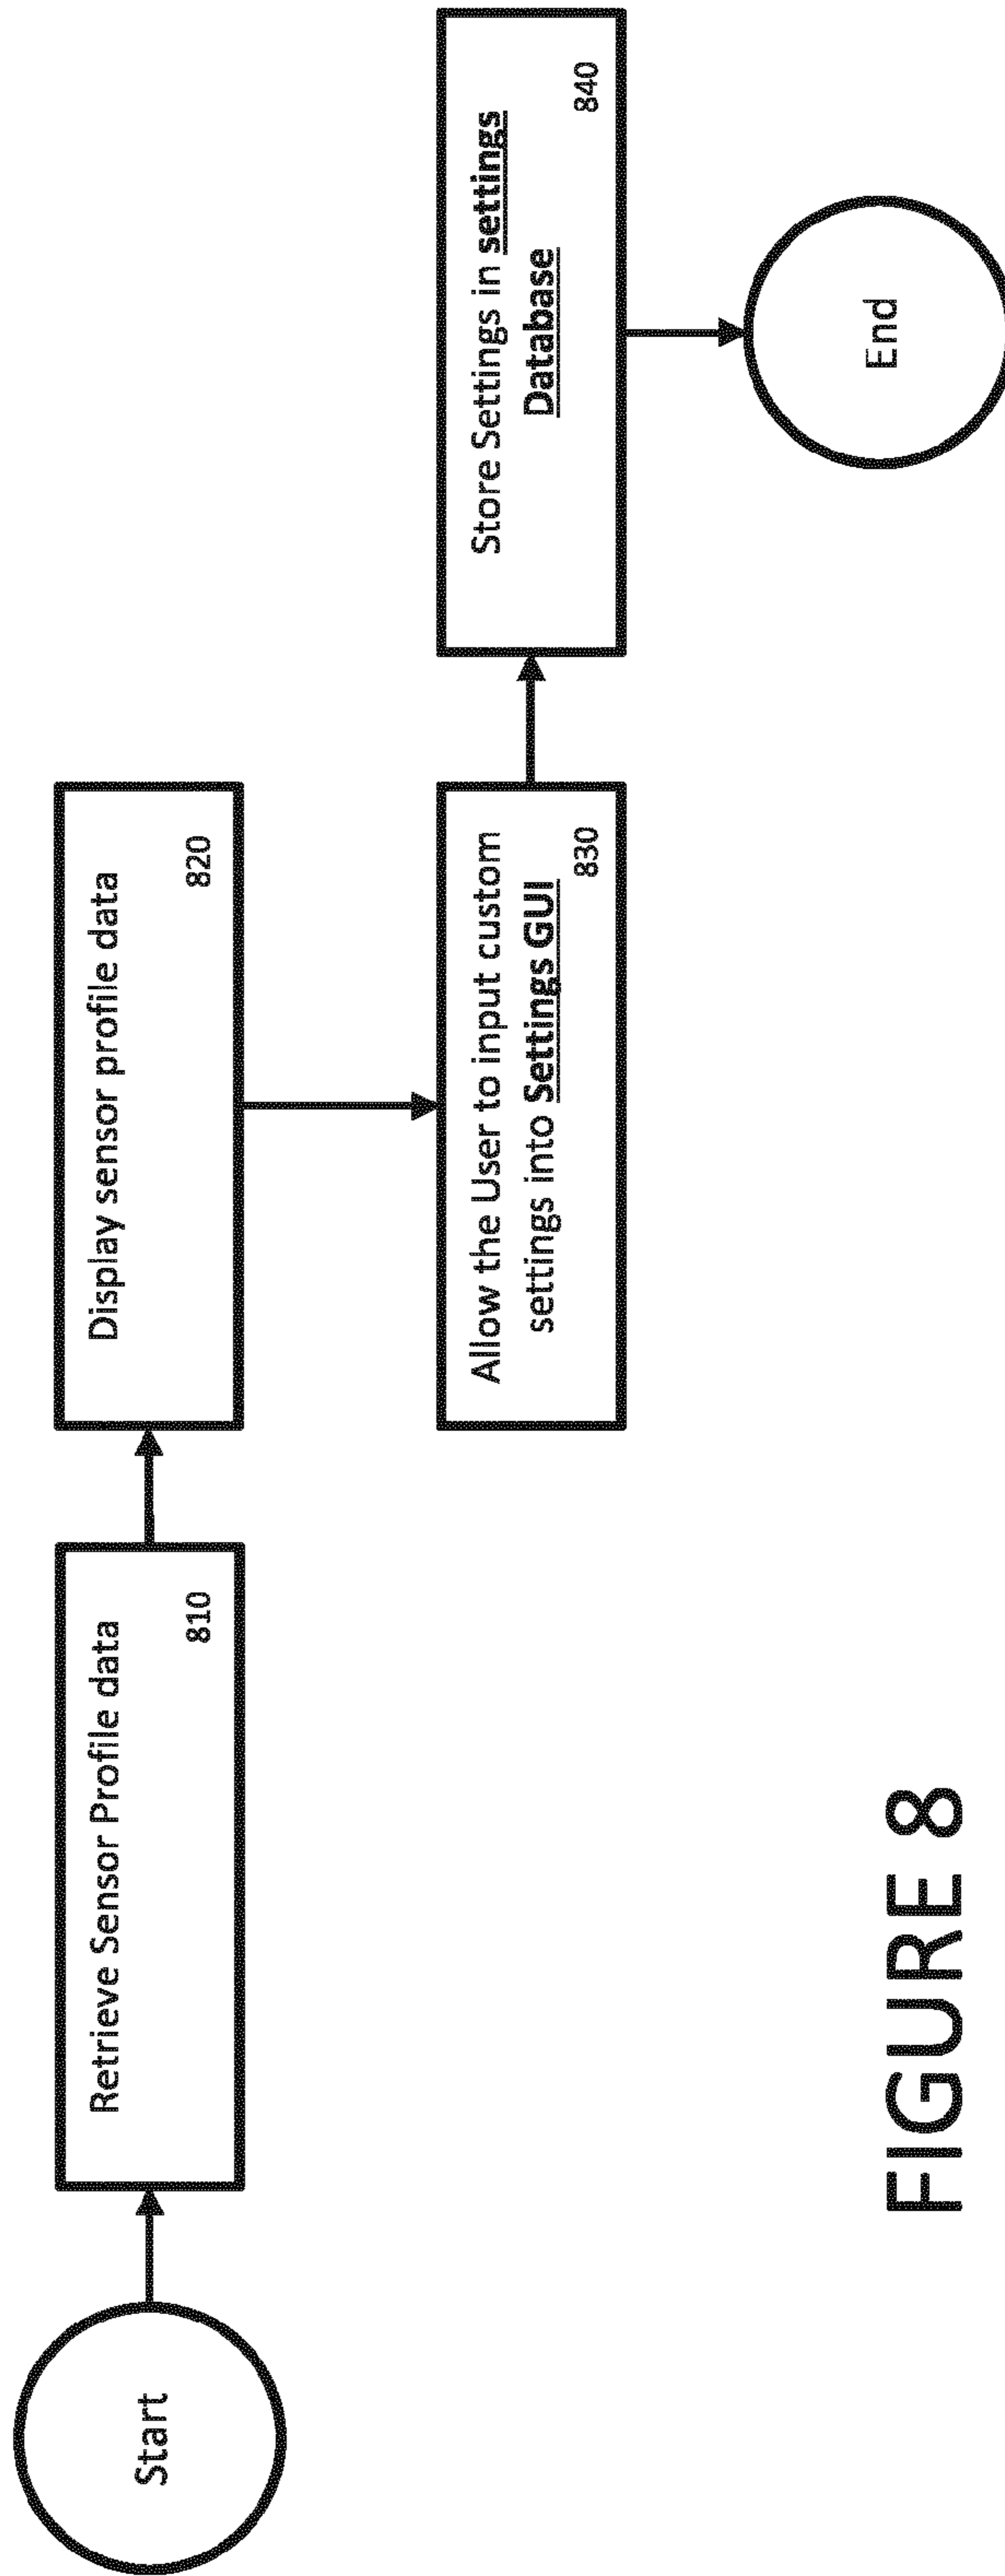 Start
Retrieve Sensor Profile data
810
Display sensor profile data
820
Allow the User to input custom
settings into Settings GUI
830
Store Settings in settings
Database
840
End
FIGURE 8